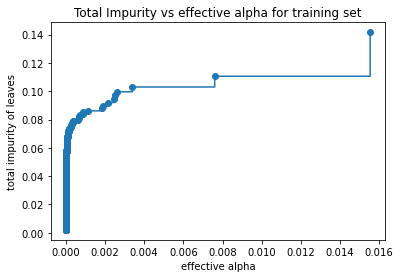 Total Impurity vs effective alpha for training set
total impurity of leaves
0.14
0.12
0.10
0.08
0.06
0.04
0.02
0.00
0.000 0.002 0.004 0.006 0.008 0.010 0.012 0.014 0.016
effective alpha